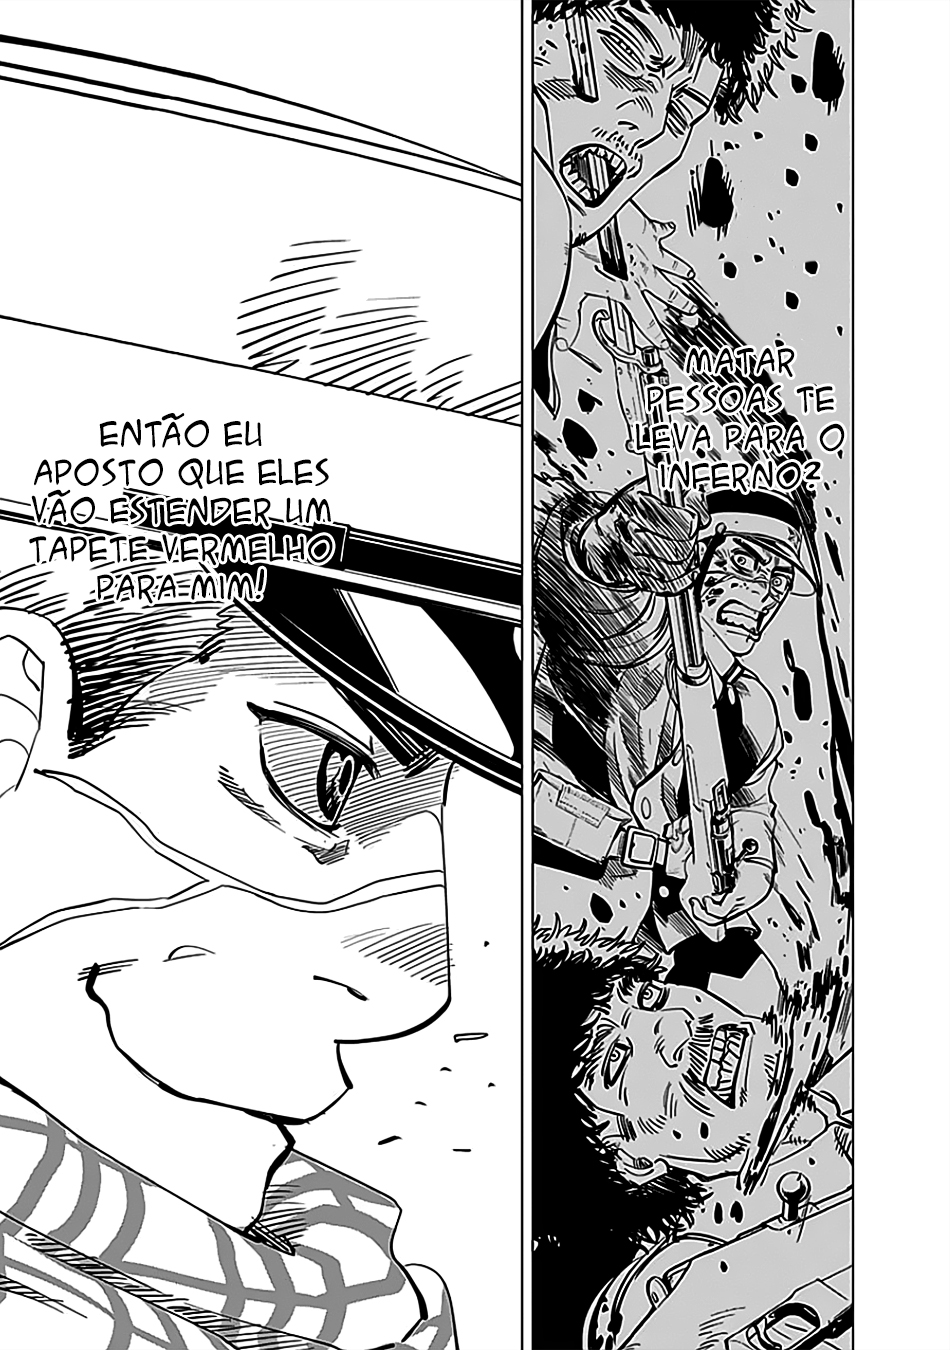 MATAR
PESSOAS TE
LEVA PARA O
INFERNO?
ENTÃO EU
APOSTO QUE ELES
VÃO ESTENDER UM
TAPETE VERMELHO
PARA MIM!